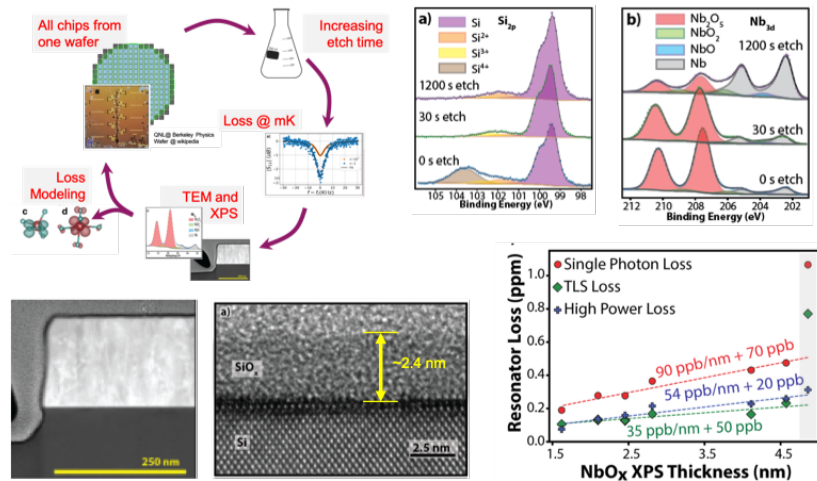 All chips from
one wafer
Increasing
etch time
QNL@ Berkeley Physics
Wafer @ wikipedia
Loss @ mK
Loss
Modeling
TEM and
XPS
c
d
a)
Si2p
Si
Si2+
Si3+
Si4+
1200 s etch
30 s etch
0 s etch
105 104 103 102 101 100 99 98
Binding Energy (eV)
b)
Nb3d
Nb2O5
NbO2
NbO
Nb
1200 s etch
30 s etch
0 s etch
212 210 208 206 204 202
Binding Energy (eV)
250 nm
a)
SiOx
~2.4 nm
Si
2.5 nm
Resonator Loss (ppm)
1.0
0.8
0.6
0.4
0.2
0.0
Single Photon Loss
TLS Loss
High Power Loss
90 ppb/nm + 70 ppb
54 ppb/nm + 20 ppb
35 ppb/nm + 50 ppb
1.5 2.4 3.3 4.1 4.5
NbOx XPS Thickness (nm)